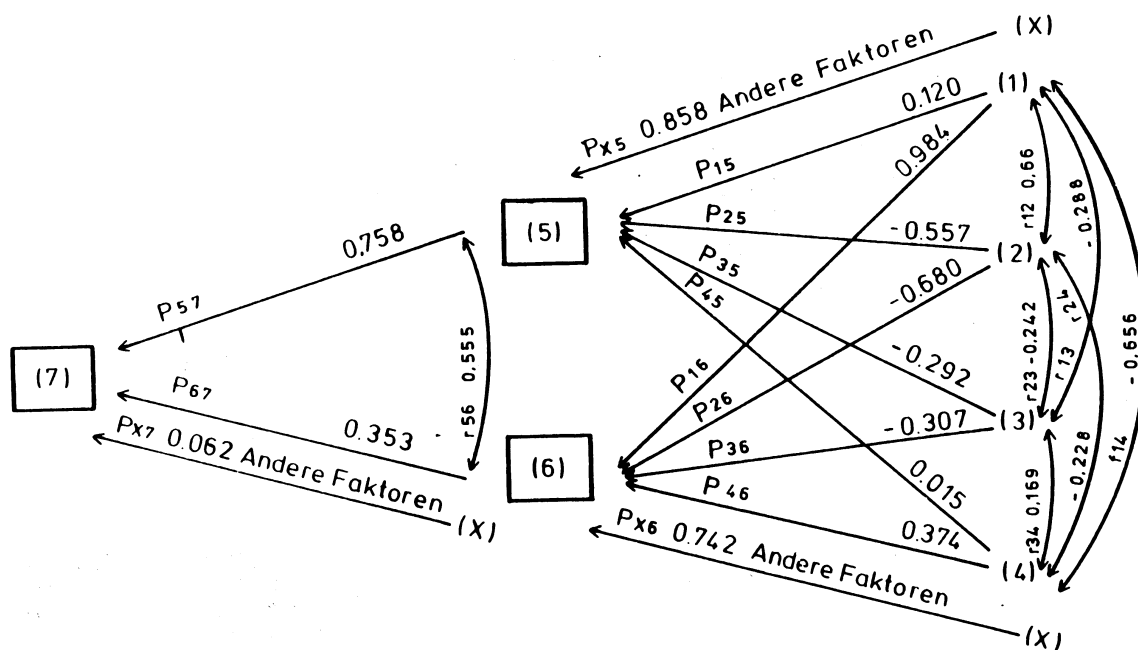 (X)
Px5 0.858 Andere Faktoren
(1)
0.120
0.984
P15
r12 0,66
-0.288
P25
-0.557
(2)
(5)
0,758
P35
-0.680
P45
r24
P57
r23 -0.242
r13
-0,656
r56 0,555
P16
-0.292
(7)
P67
P26
-0.307
(3)
0.353
P36
r14
Px7 0.062 Andere Faktoren
(X)
(6)
P46
0.015
0.374
r34 0.169
-0.228
(4)
Px6 0.742 Andere Faktoren
(X)